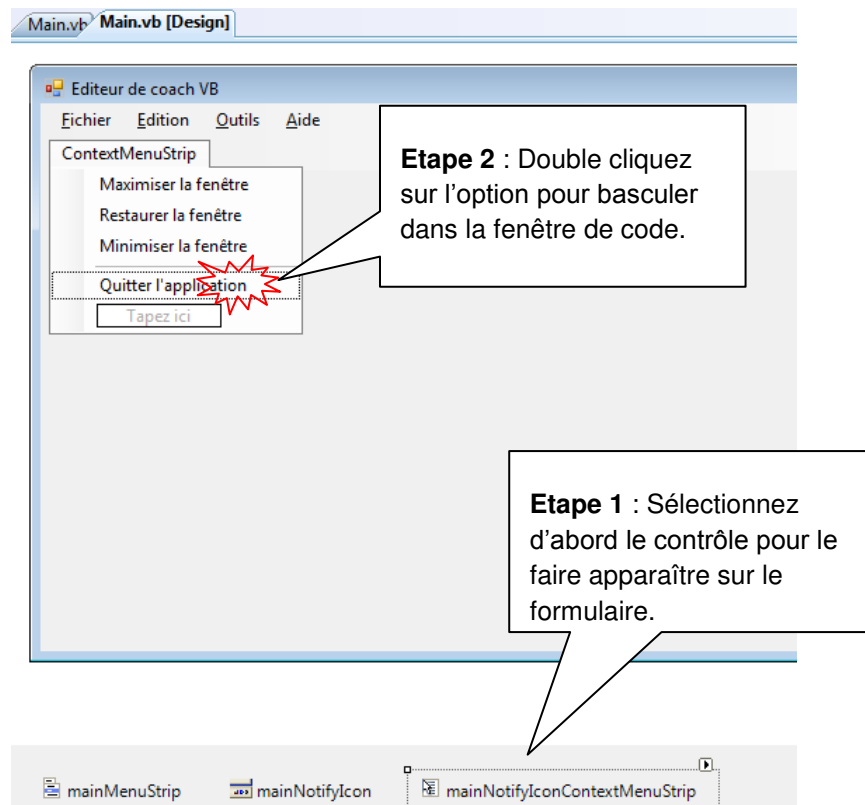 Main.vb Main.vb [Design]
Editeur de coach VB
Fichier Edition Outils Aide
ContextMenuStrip
Maximiser la fenêtre
Restaurer la fenêtre
Minimiser la fenêtre
Quitter l'application
Tapez ici
Etape 2 : Double cliquez
sur l’option pour basculer
dans la fenêtre de code.
Etape 1 : Sélectionnez
d’abord le contrôle pour le
faire apparaître sur le
formulaire.
mainMenuStrip mainNotifyIcon mainNotifyIconContextMenuStrip